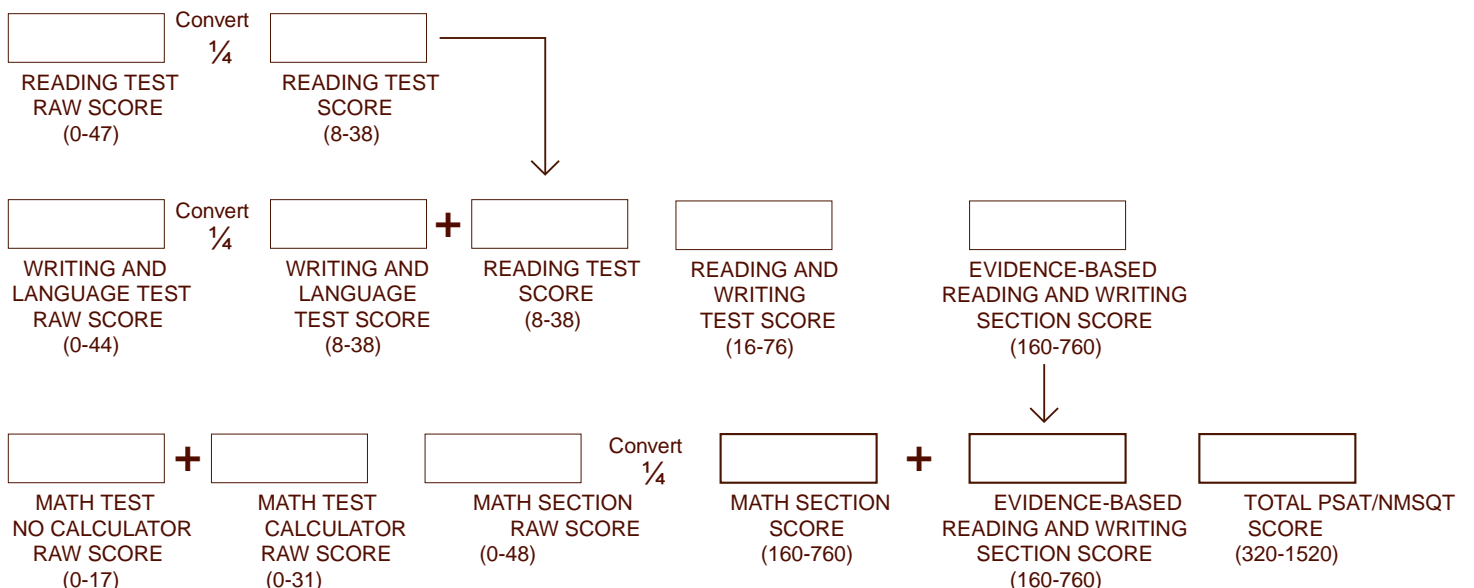 Convert
¼
READING TEST
RAW SCORE
(0-47)
READING TEST
SCORE
(8-38)
Convert
¼
+
WRITING AND
LANGUAGE TEST
RAW SCORE
(0-44)
WRITING AND
LANGUAGE
TEST SCORE
(8-38)
READING TEST
SCORE
(8-38)
READING AND
WRITING
TEST SCORE
(16-76)
EVIDENCE-BASED
READING AND WRITING
SECTION SCORE
(160-760)
+
Convert
¼
+
MATH TEST
NO CALCULATOR
RAW SCORE
(0-17)
MATH TEST
CALCULATOR
RAW SCORE
(0-31)
MATH SECTION
RAW SCORE
(0-48)
MATH SECTION
SCORE
(160-760)
EVIDENCE-BASED
READING AND WRITING
SECTION SCORE
(160-760)
TOTAL PSAT/NMSQT
SCORE
(320-1520)